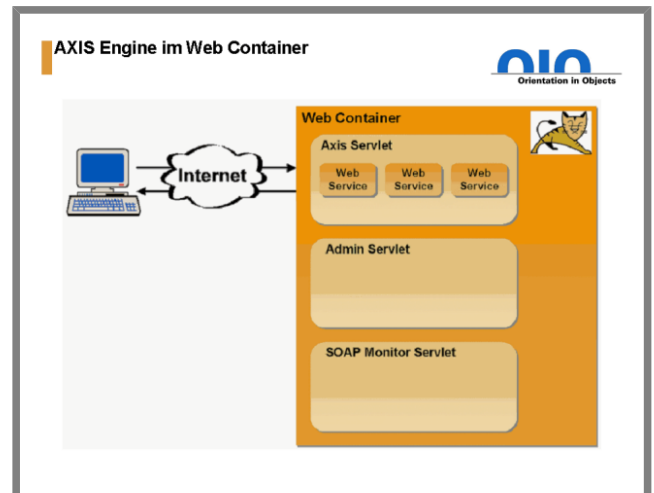 AXIS Engine im Web Container
OIO
Orientation in Objects
Web Container
Axis Servlet
Internet
Web
Service
Web
Service
Web
Service
Admin Servlet
SOAP Monitor Servlet